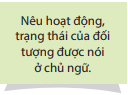 Nêu hoạt động,
trạng thái của đối
tượng được nói
ở chủ ngữ.